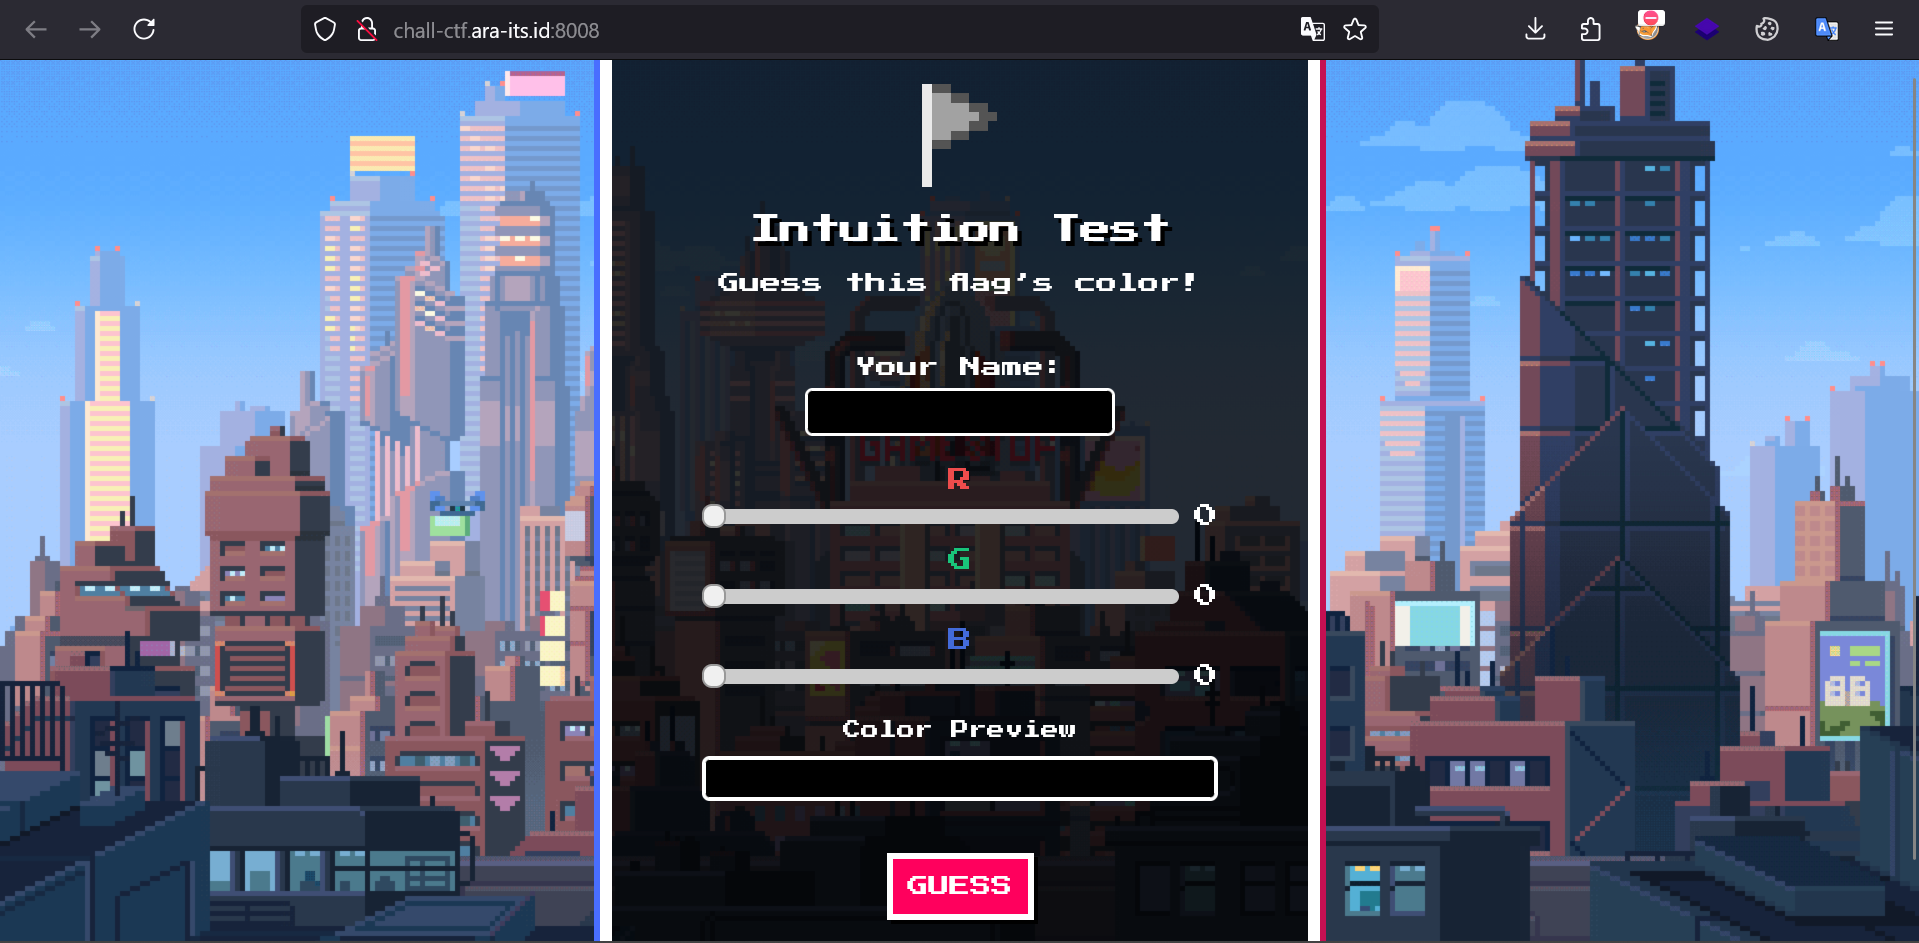 chall-ctf.ara-its.id:8008
Intuition Test
Guess this flag's color!
Your Name:
GAMESTOP
R
0
G
0
B
0
Color Preview
GUESS